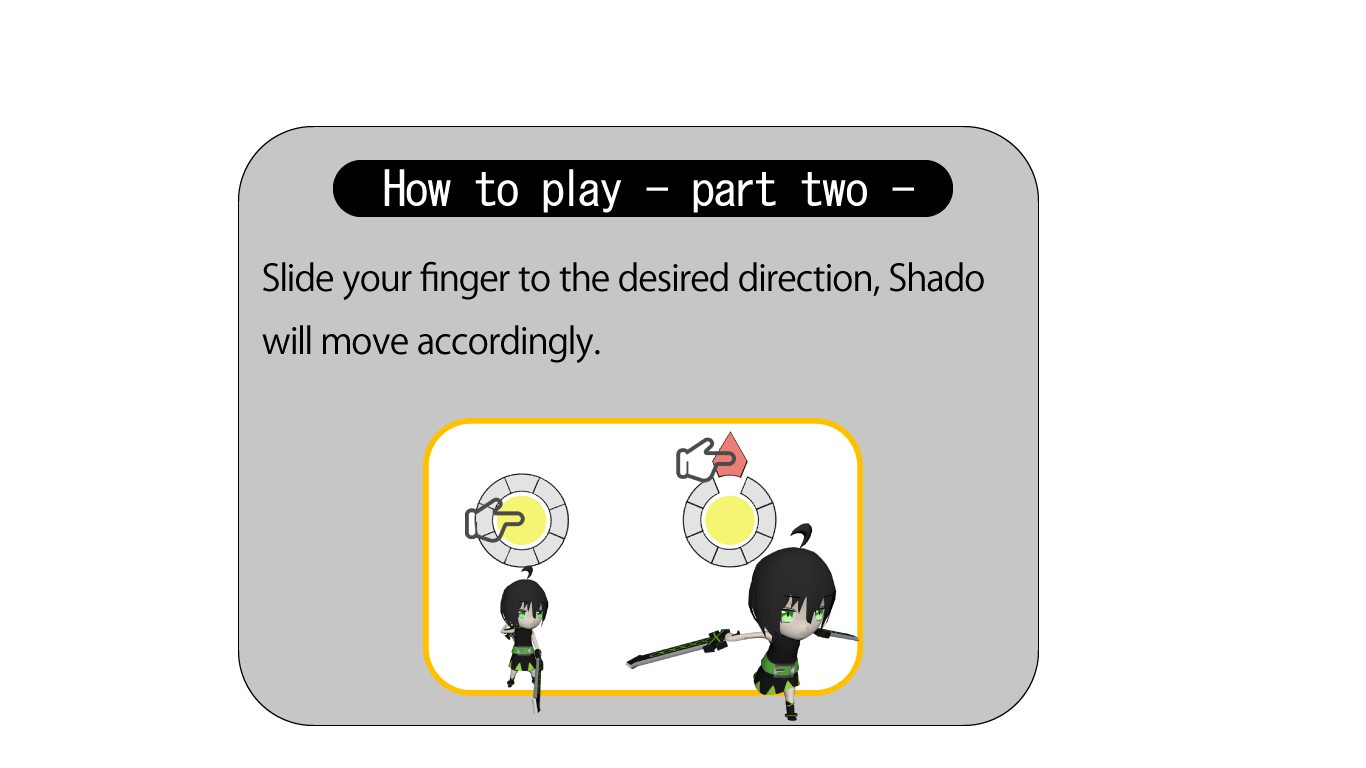 How to play - part two -
Slide your finger to the desired direction, Shado
will move accordingly.